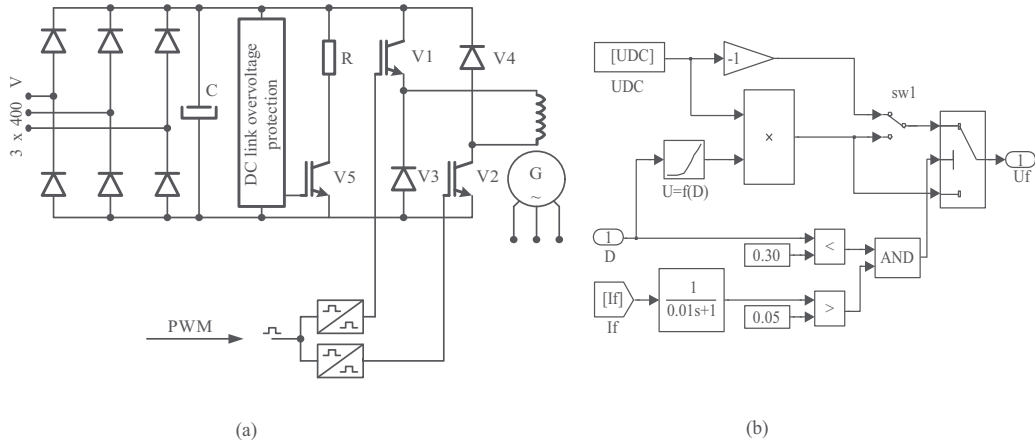 3 x 400 V
C
DC link overvoltage
protection
R
V1
V4
V5
V3
V2
G
~
PWM
(a)
[UDC]
UDC
-1
sw1
×
U=f(D)
1
Uf
1
D
0.30
<
AND
[If]
If
1
0.01s+1
0.05
>
(b)